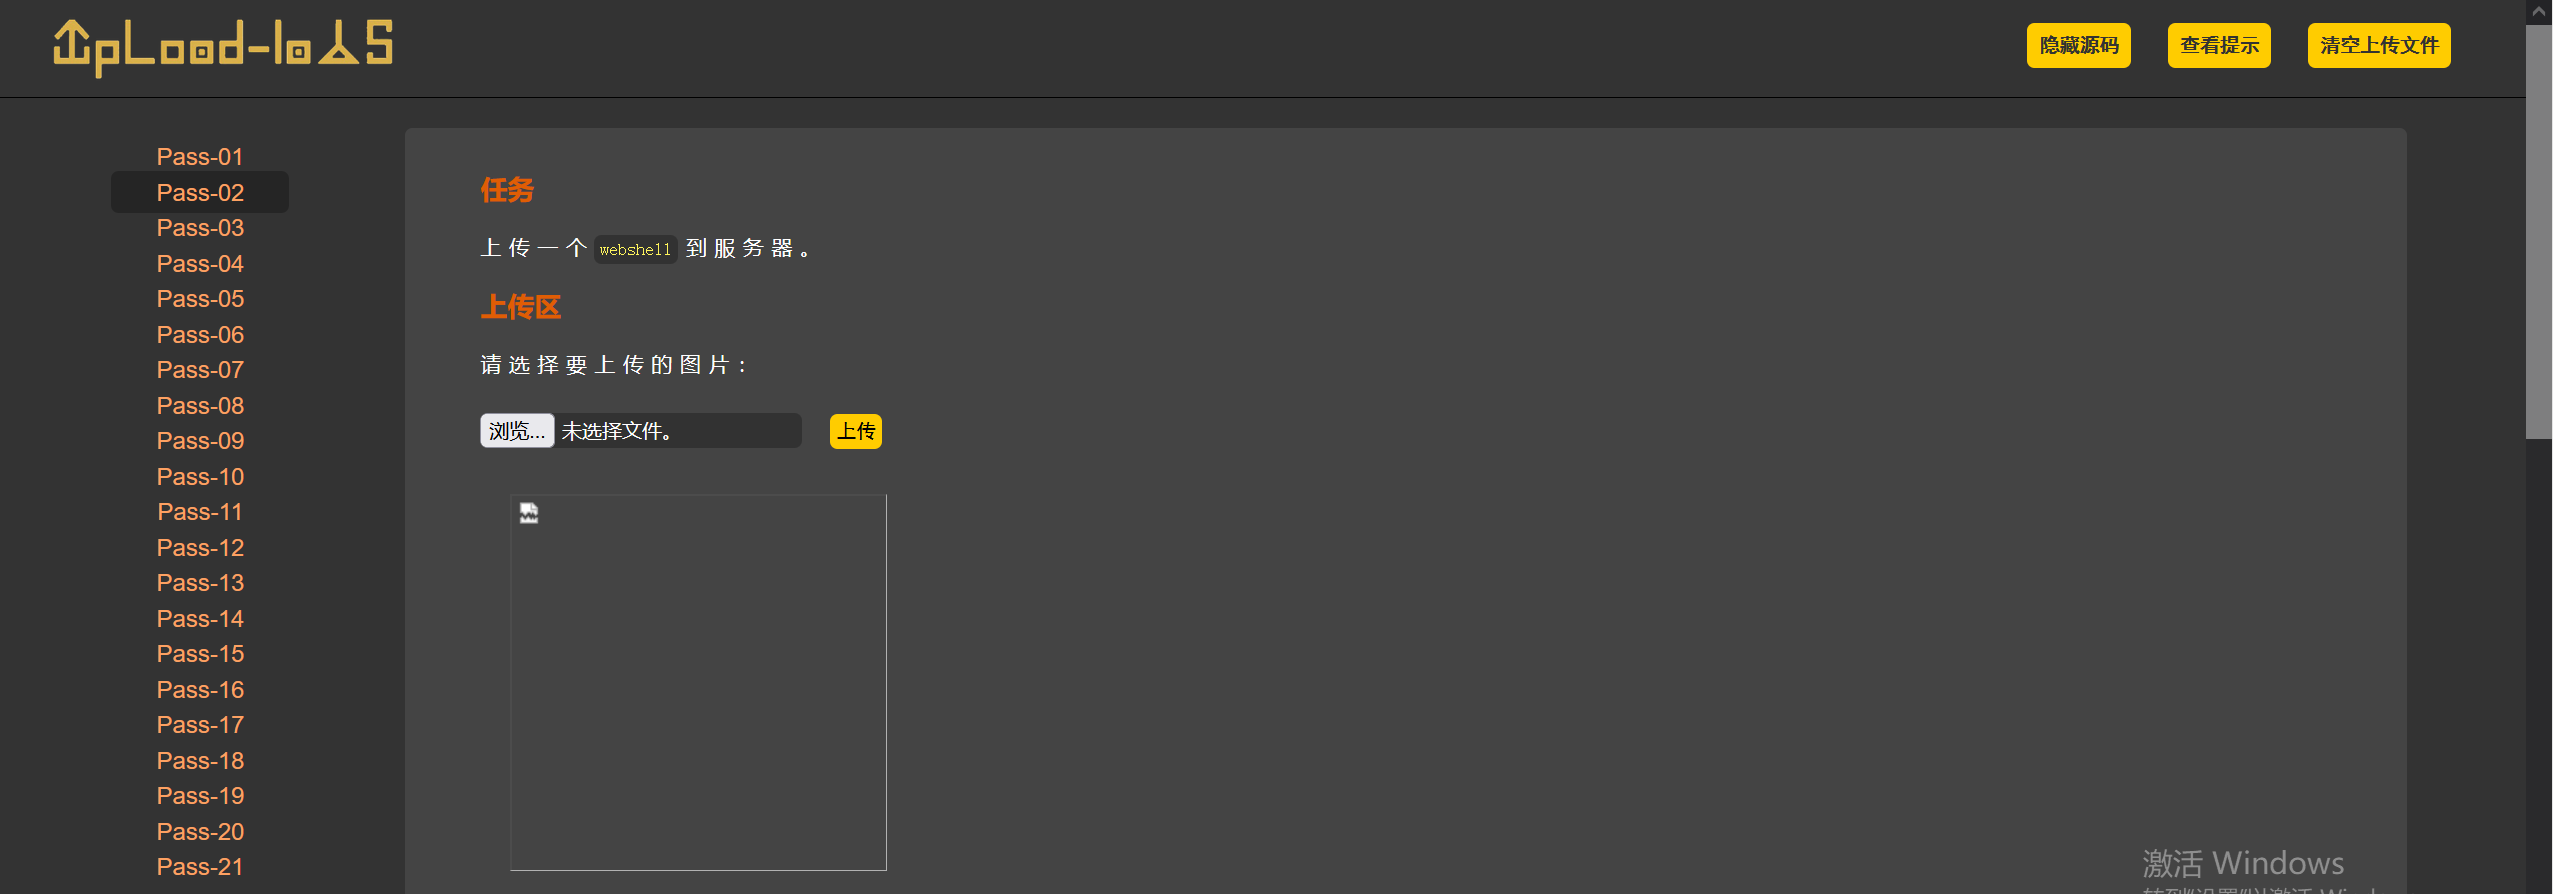 UpLoad-labs
隐藏源码 查看提示 清空上传文件
Pass-01
Pass-02
Pass-03
Pass-04
Pass-05
Pass-06
Pass-07
Pass-08
Pass-09
Pass-10
Pass-11
Pass-12
Pass-13
Pass-14
Pass-15
Pass-16
Pass-17
Pass-18
Pass-19
Pass-20
Pass-21
任务
上传一个 webshell 到服务器。
上传区
请选择要上传的图片：
浏览... 未选择文件。 上传
激活 Windows